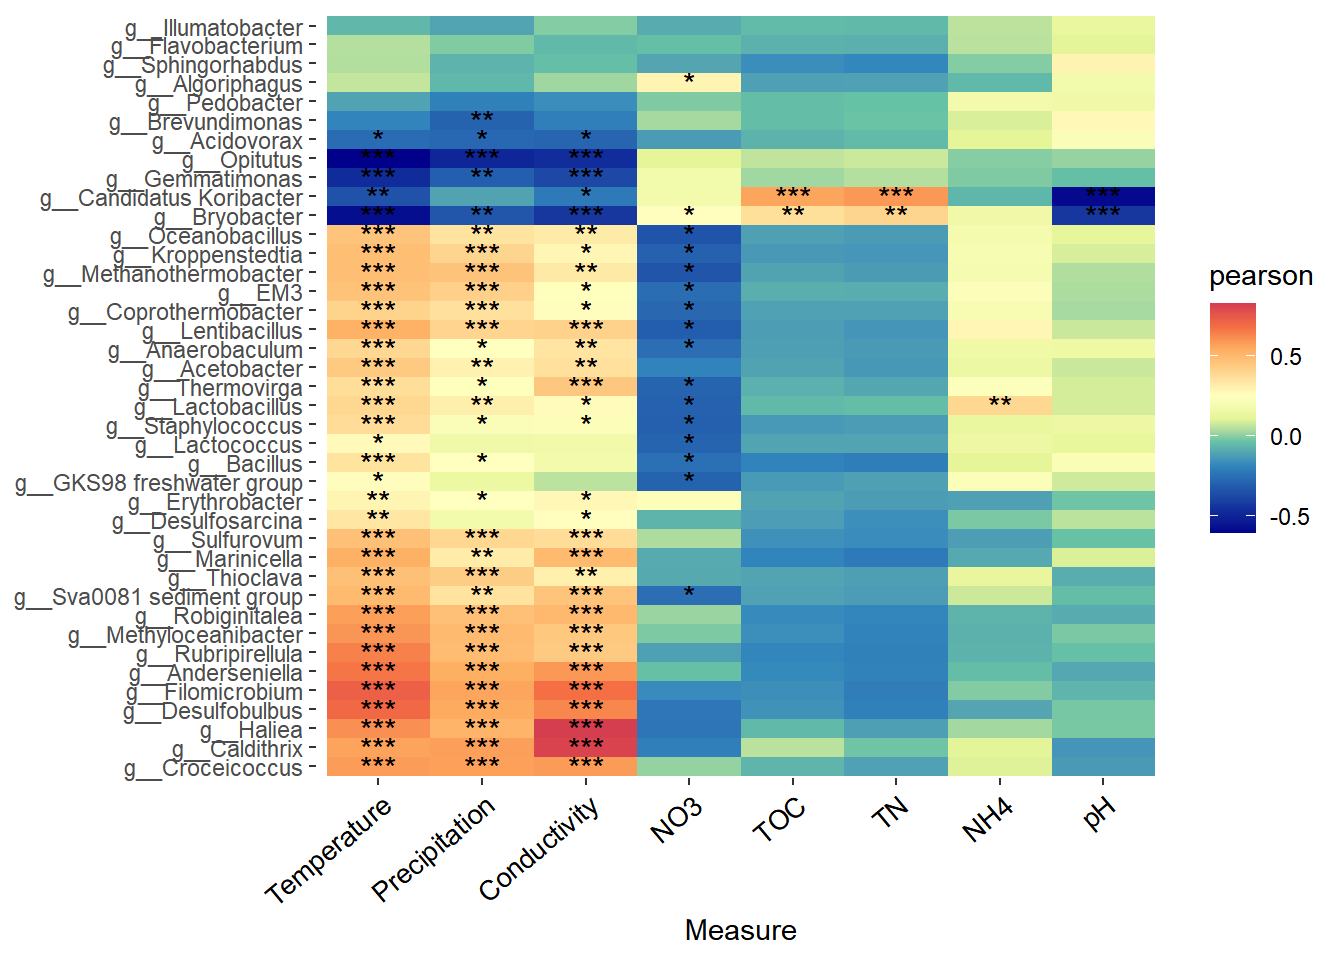 g__Illumatobacter
g__Flavobacterium
g__Sphingorhabdus
g__Algoriphagus *
g__Pedobacter
g__Brevundimonas **
g__Acidovorax * * *
g__Opitutus *** *** ***
g__Gemmatimonas *** ** ***
g__Candidatus Koribacter ** * *** *** ***
g__Bryobacter *** ** *** * ** ** ***
g__Oceanobacillus *** ** ** *
g__Kroppenstedtia *** *** * *
g__Methanothermobacter *** *** ** *
g__EM3 *** *** * *
g__Coprothermobacter *** *** * *
g__Lentibacillus *** *** *** *
g__Anaerobaculum *** * ** *
g__Acetobacter *** ** **
g__Thermovirga *** * *** *
g__Lactobacillus *** ** * * **
g__Staphylococcus *** * * *
g__Lactococcus * *
g__Bacillus *** * *
g__GKS98 freshwater group * *
g__Erythrobacter ** * *
g__Desulfosarcina ** *
g__Sulfurovum *** *** ***
g__Marinicella *** ** ***
g__Thioclava *** *** **
g__Sva0081 sediment group *** ** *** *
g__Robiginitalea *** *** ***
g__Methyloceanibacter *** *** ***
g__Rubripirellula *** *** ***
g__Anderseniella *** *** ***
g__Filomicrobium *** *** ***
g__Desulfobulbus *** *** ***
g__Haliea *** *** ***
g__Caldithrix *** *** ***
g__Croceicoccus *** *** ***
Temperature Precipitation Conductivity NO3 TOC TN NH4 pH
Measure
pearson
0.5
0.0
-0.5